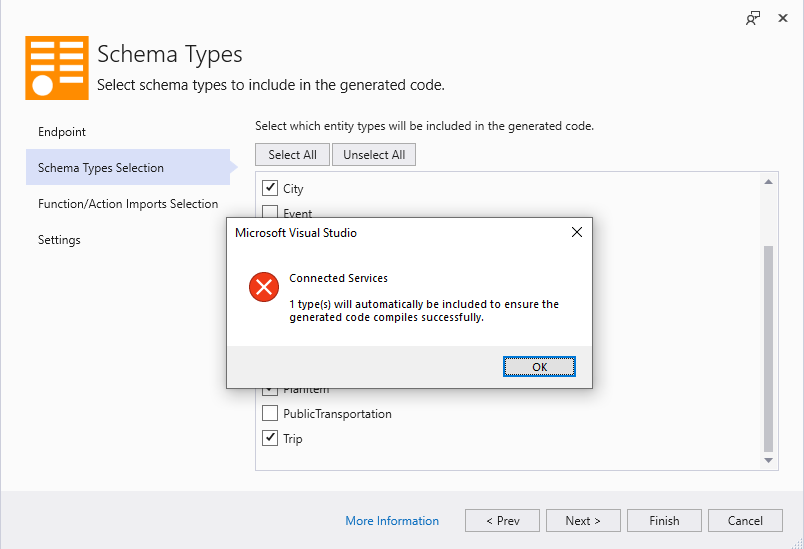 Schema Types
Select schema types to include in the generated code.
Endpoint
Schema Types Selection
Function/Action Imports Selection
Settings
Select which entity types will be included in the generated code.
Select All
Unselect All
City
Event
Microsoft Visual Studio
Connected Services
1 type(s) will automatically be included to ensure the
generated code compiles successfully.
OK
PlanItem
PublicTransportation
Trip
More Information
< Prev
Next >
Finish
Cancel